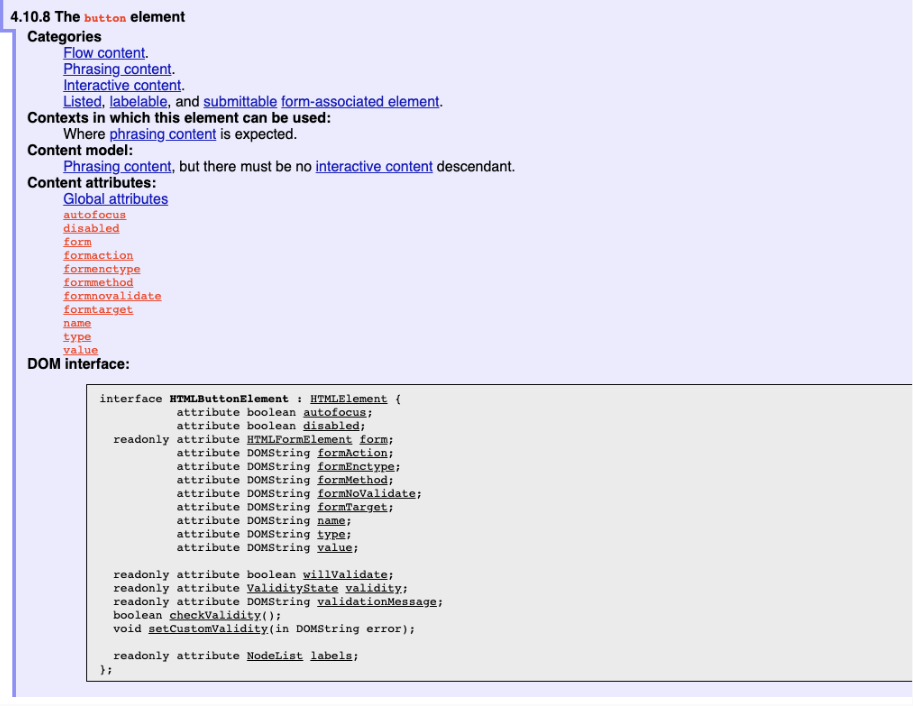 4.10.8 The button element
Categories
Flow content.
Phrasing content.
Interactive content.
Listed, labelable, and submittable form-associated element.
Contexts in which this element can be used:
Where phrasing content is expected.
Content model:
Phrasing content, but there must be no interactive content descendant.
Content attributes:
Global attributes
autofocus
disabled
form
formaction
formenctype
formmethod
formnovalidate
formtarget
name
type
value
DOM interface:
interface HTMLButtonElement : HTMLElement {
attribute boolean autofocus;
attribute boolean disabled;
readonly attribute HTMLFormElement form;
attribute DOMString formAction;
attribute DOMString formEnctype;
attribute DOMString formMethod;
attribute DOMString formNoValidate;
attribute DOMString formTarget;
attribute DOMString name;
attribute DOMString type;
attribute DOMString value;
readonly attribute boolean willValidate;
readonly attribute ValidityState validity;
readonly attribute DOMString validationMessage;
boolean checkValidity();
void setCustomValidity(in DOMString error);
readonly attribute NodeList labels;
};